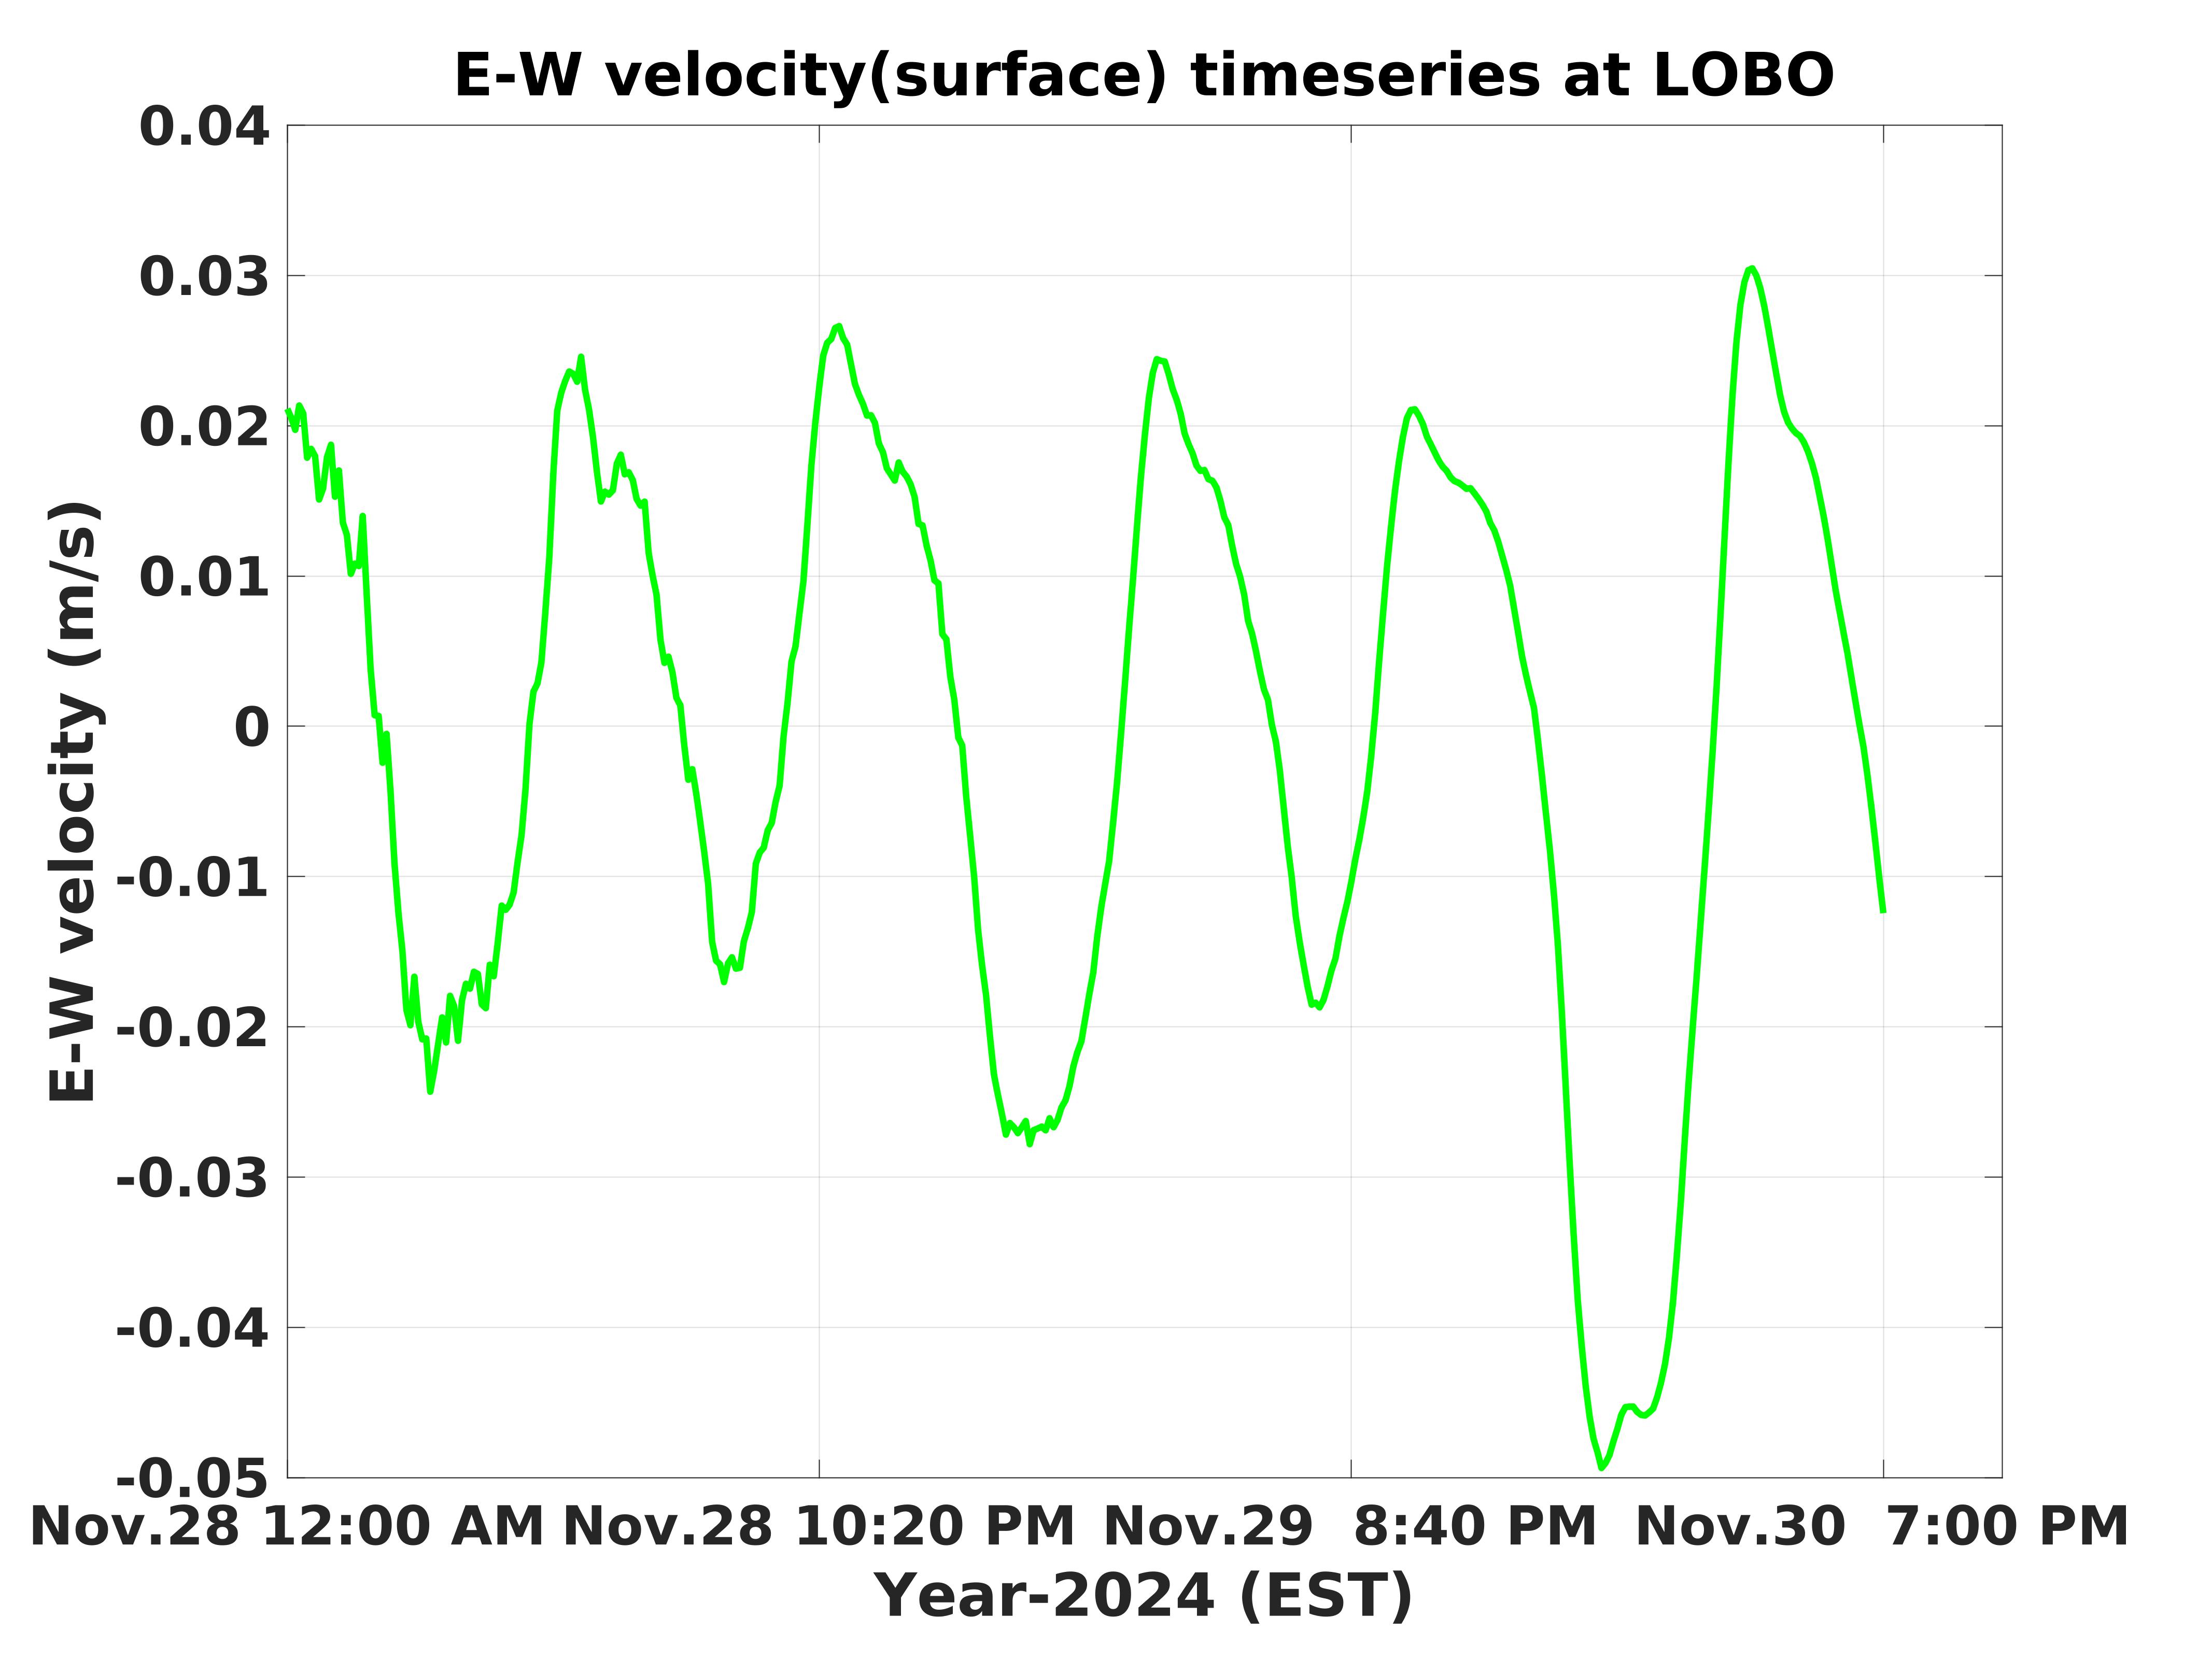 E-W velocity(surface) timeseries at LOBO
0.04
0.03
0.02
0.01
0
-0.01
-0.02
-0.03
-0.04
-0.05
E-W velocity (m/s)
Nov.28 12:00 AM Nov.28 10:20 PM Nov.29 8:40 PM Nov.30 7:00 PM
Year-2024 (EST)